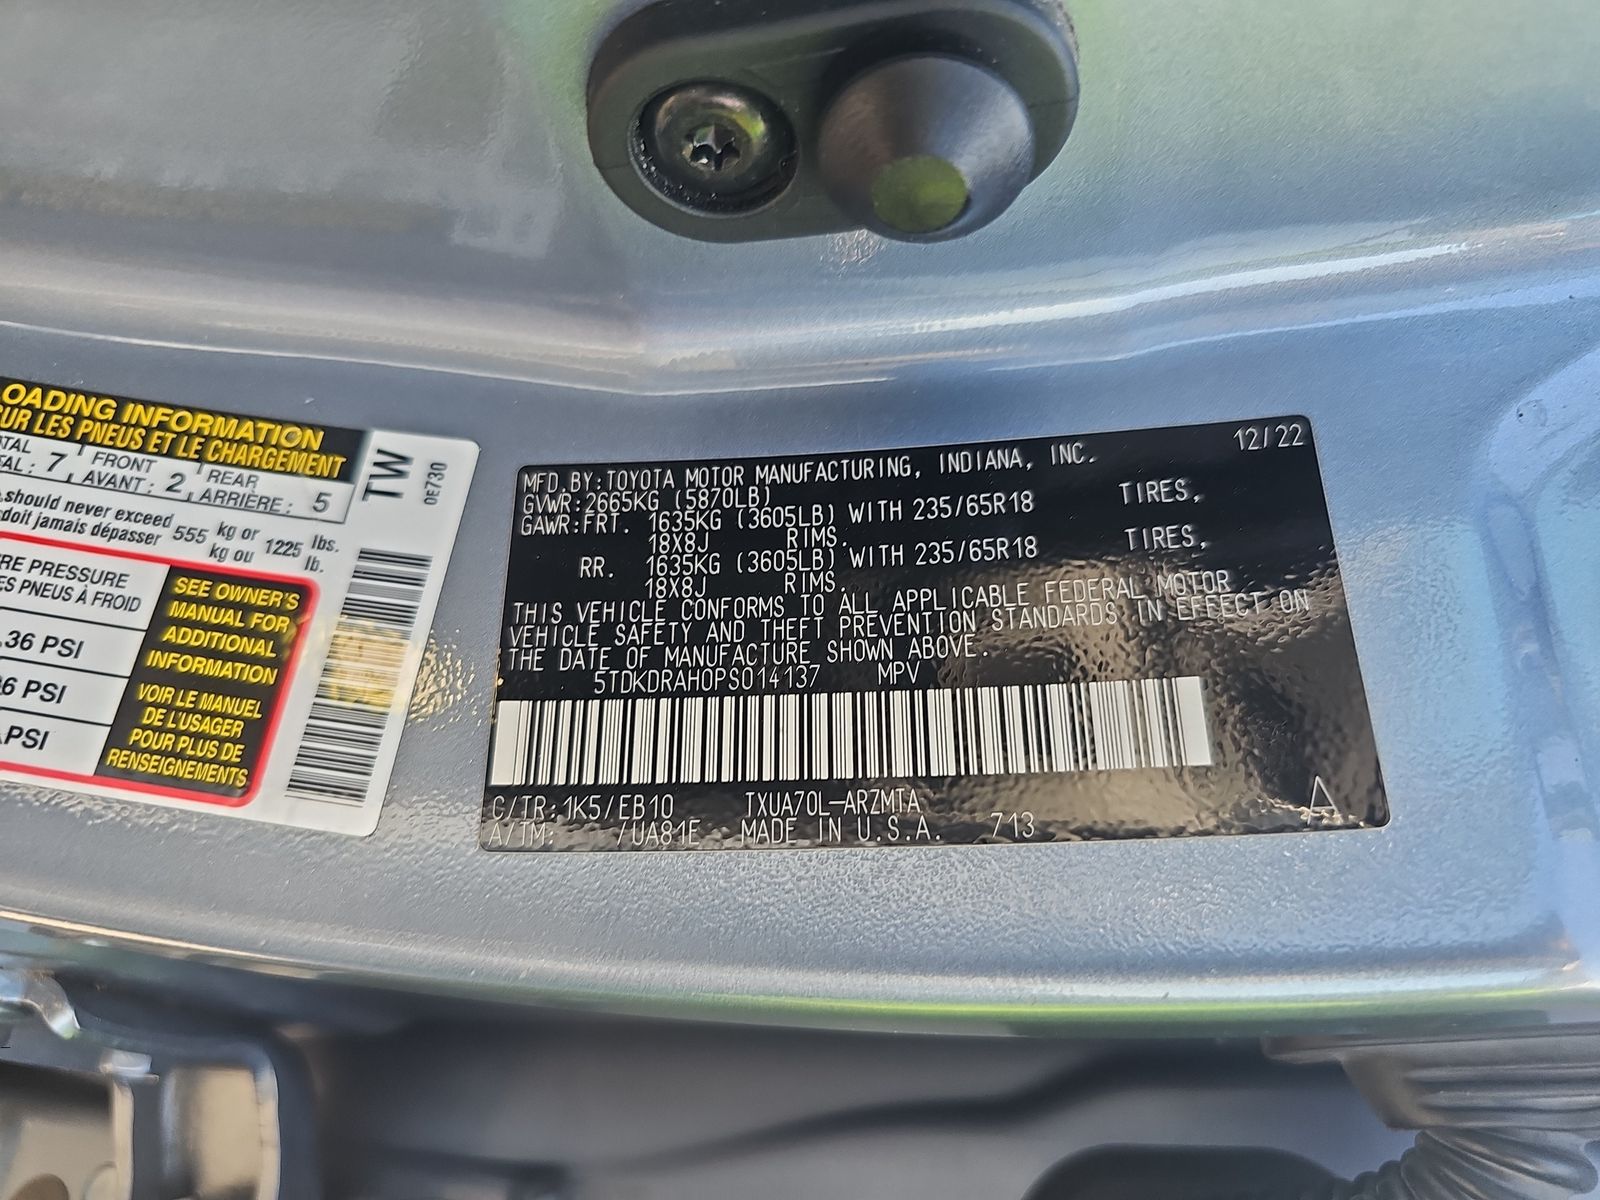 OADING INFORMATION
SUR LES PNEUS ET LE CHARGEMENT
TW
0E730
TAL FRONT REAR
AL: 7, AVANT: 2, ARRIÈRE: 5
should never exceed 555 kg or 1225 lbs.
doit jamais dépasser kg ou lb.
RE PRESSURE
ES PNEUS À FROID
36 PSI
36 PSI
PSI
SEE OWNER'S
MANUAL FOR
ADDITIONAL
INFORMATION
VOIR LE MANUEL
DE L'USAGER
POUR PLUS DE
RENSEIGNEMENTS
12/22
MFD.BY:TOYOTA MOTOR MANUFACTURING, INDIANA, INC.
GVWR:2665KG (5870LB)
GAWR:FRT. 1635KG (3605LB) WITH 235/65R18 TIRES,
18X8J RIMS.
RR. 1635KG (3605LB) WITH 235/65R18 TIRES,
18X8J RIMS.
THIS VEHICLE CONFORMS TO ALL APPLICABLE FEDERAL MOTOR
VEHICLE SAFETY AND THEFT PREVENTION STANDARDS IN EFFECT ON
THE DATE OF MANUFACTURE SHOWN ABOVE.
5TDKDRAH0PS014137 MPV
C/TR:1K5/EB10 TXUA70L-ARZMTA
A/TM: /UA81E MADE IN U.S.A. 713
A